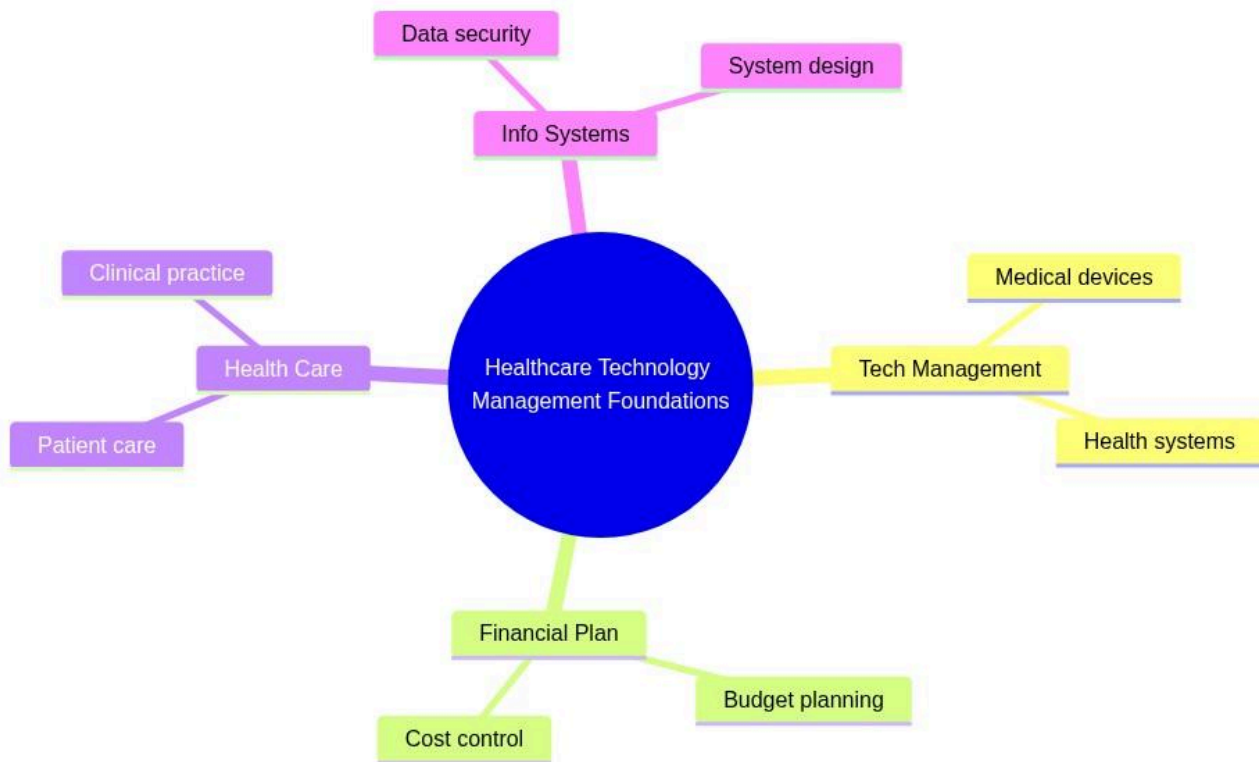 Data security
System design
Info Systems
Clinical practice
Medical devices
Health Care
Healthcare Technology
Management Foundations
Tech Management
Patient care
Health systems
Financial Plan
Budget planning
Cost control